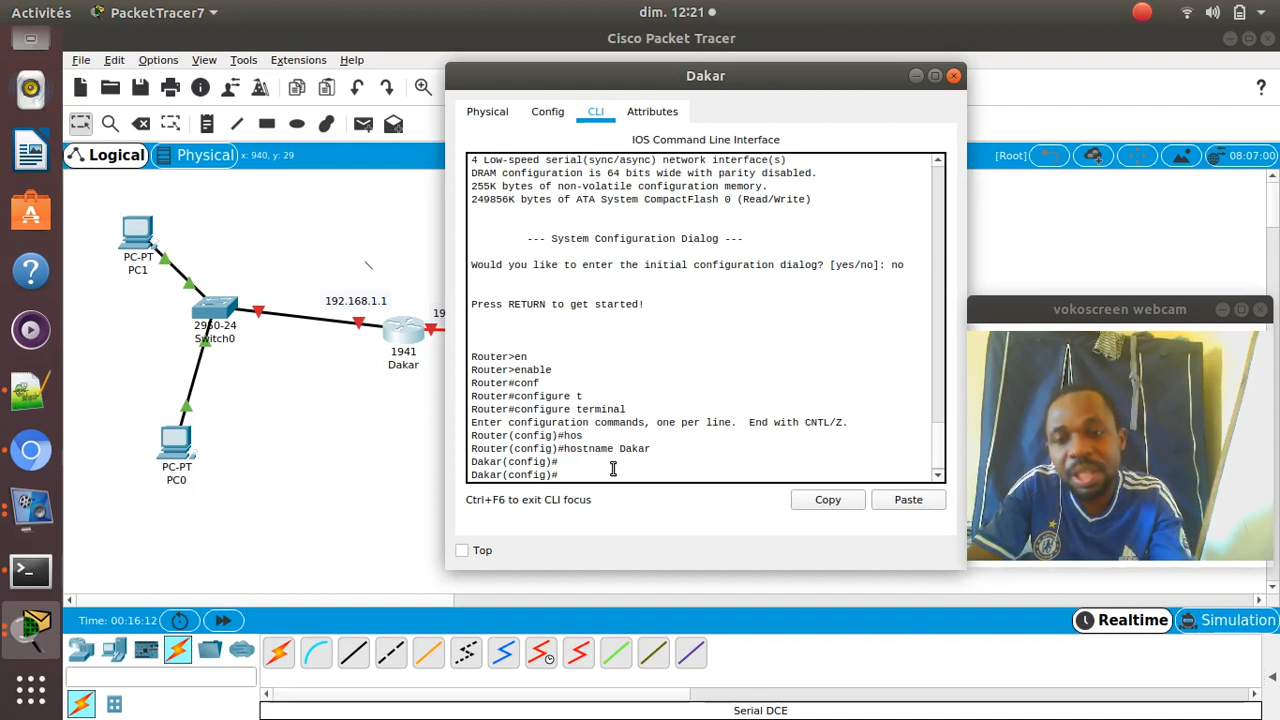 Activités
PacketTracer7
dim. 12:21
Cisco Packet Tracer
File Edit Options View Tools Extensions Help
Logical
Physical
x: 940, y: 29
[Root]
08:07:00
Dakar
Physical Config CLI Attributes
IOS Command Line Interface
4 Low-speed serial(sync/async) network interface(s)
DRAM configuration is 64 bits wide with parity disabled.
255K bytes of non-volatile configuration memory.
249856K bytes of ATA System CompactFlash 0 (Read/Write)
--- System Configuration Dialog ---
Would you like to enter the initial configuration dialog? [yes/no]: no
Press RETURN to get started!
Router>en
Router>enable
Router#conf
Router#configure t
Router#configure terminal
Enter configuration commands, one per line. End with CNTL/Z.
Router(config)#hos
Router(config)#hostname Dakar
Dakar(config)#
Dakar(config)#
Ctrl+F6 to exit CLI focus
Copy
Paste
Top
PC-PT
PC1
2950-24
Switch0
192.168.1.1
19
1941
Dakar
PC-PT
PC0
vokoscreen webcam
Time: 00:16:12
Realtime
Simulation
Serial DCE